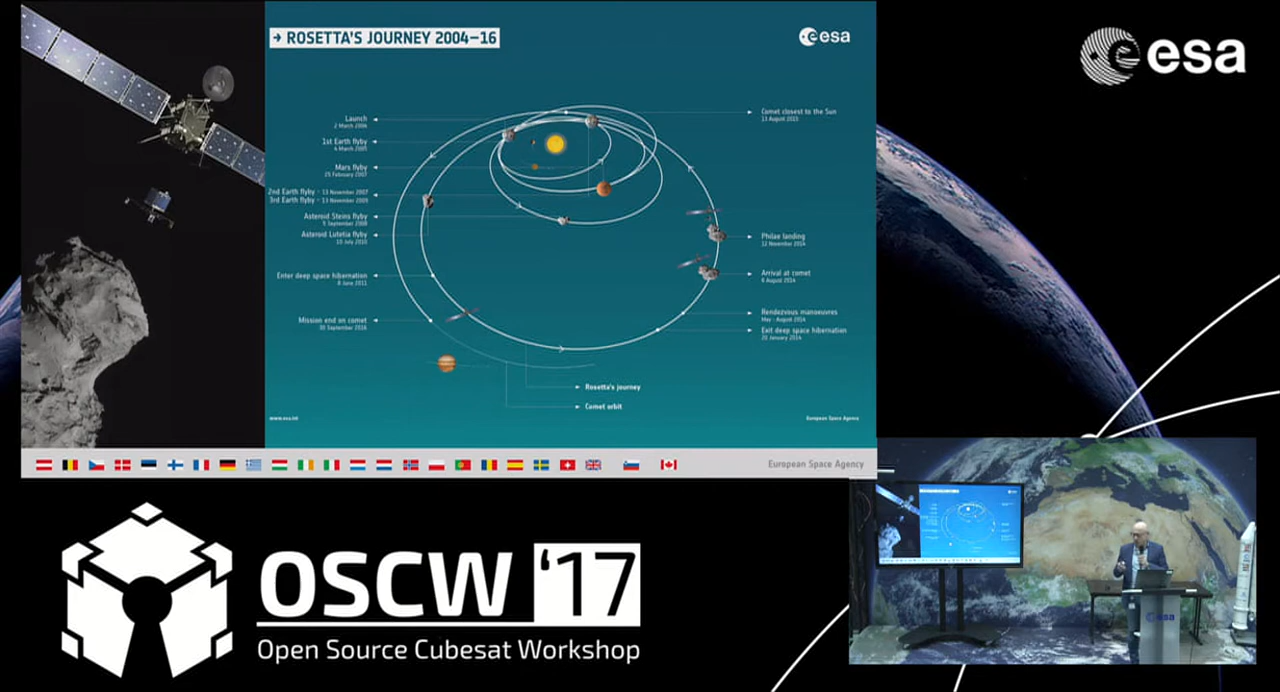 → ROSETTA'S JOURNEY 2004–16
esa
esa
Launch
2 March 2004
1st Earth flyby
4 March 2005
Mars flyby
25 February 2007
2nd Earth flyby - 13 November 2007
3rd Earth flyby - 13 November 2009
Asteroid Steins flyby
5 September 2008
Asteroid Lutetia flyby
10 July 2010
Enter deep space hibernation
8 June 2011
Mission end on comet
30 September 2016
Comet closest to the Sun
13 August 2015
Philae landing
12 November 2014
Arrival at comet
6 August 2014
Rendezvous manoeuvres
May - August 2014
Exit deep space hibernation
20 January 2014
Rosetta's journey
Comet orbit
www.esa.int
European Space Agency
European Space Agency
OSCW '17
Open Source Cubesat Workshop
esa